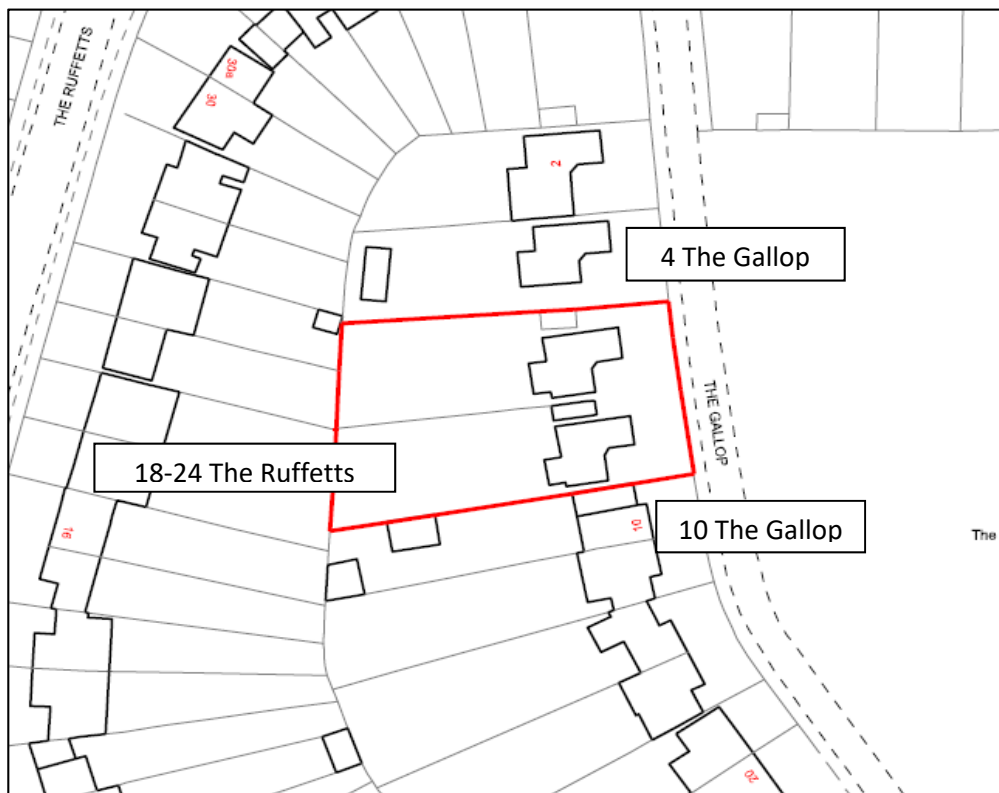 THE RUFFETTS
30a
30
2
4 The Gallop
THE GALLOP
18-24 The Ruffetts
16
10
10 The Gallop
The
20